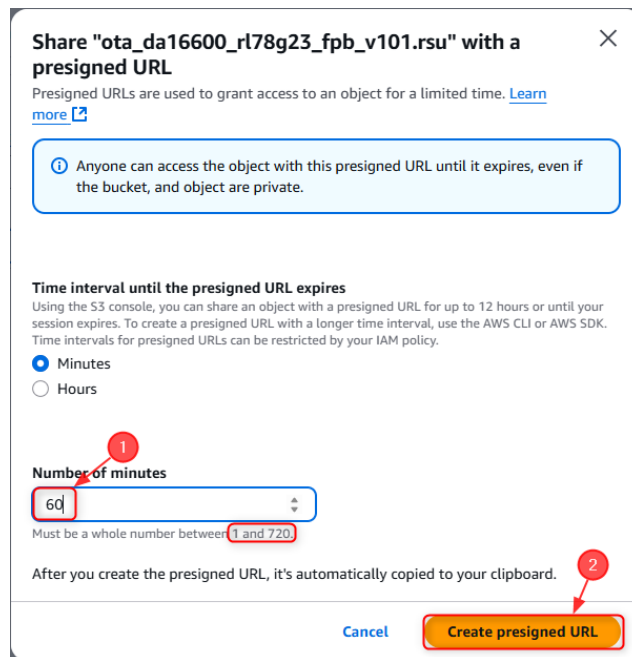 Share "ota_da16600_rl78g23_fpb_v101.rsu" with a
presigned URL
Presigned URLs are used to grant access to an object for a limited time. Learn
more
Anyone can access the object with this presigned URL until it expires, even if
the bucket, and object are private.
Time interval until the presigned URL expires
Using the S3 console, you can share an object with a presigned URL for up to 12 hours or until your
session expires. To create a presigned URL with a longer time interval, use the AWS CLI or AWS SDK.
Time intervals for presigned URLs can be restricted by your IAM policy.
Minutes
Hours
1
Number of minutes
60
Must be a whole number between 1 and 720.
After you create the presigned URL, it's automatically copied to your clipboard.
2
Cancel
Create presigned URL